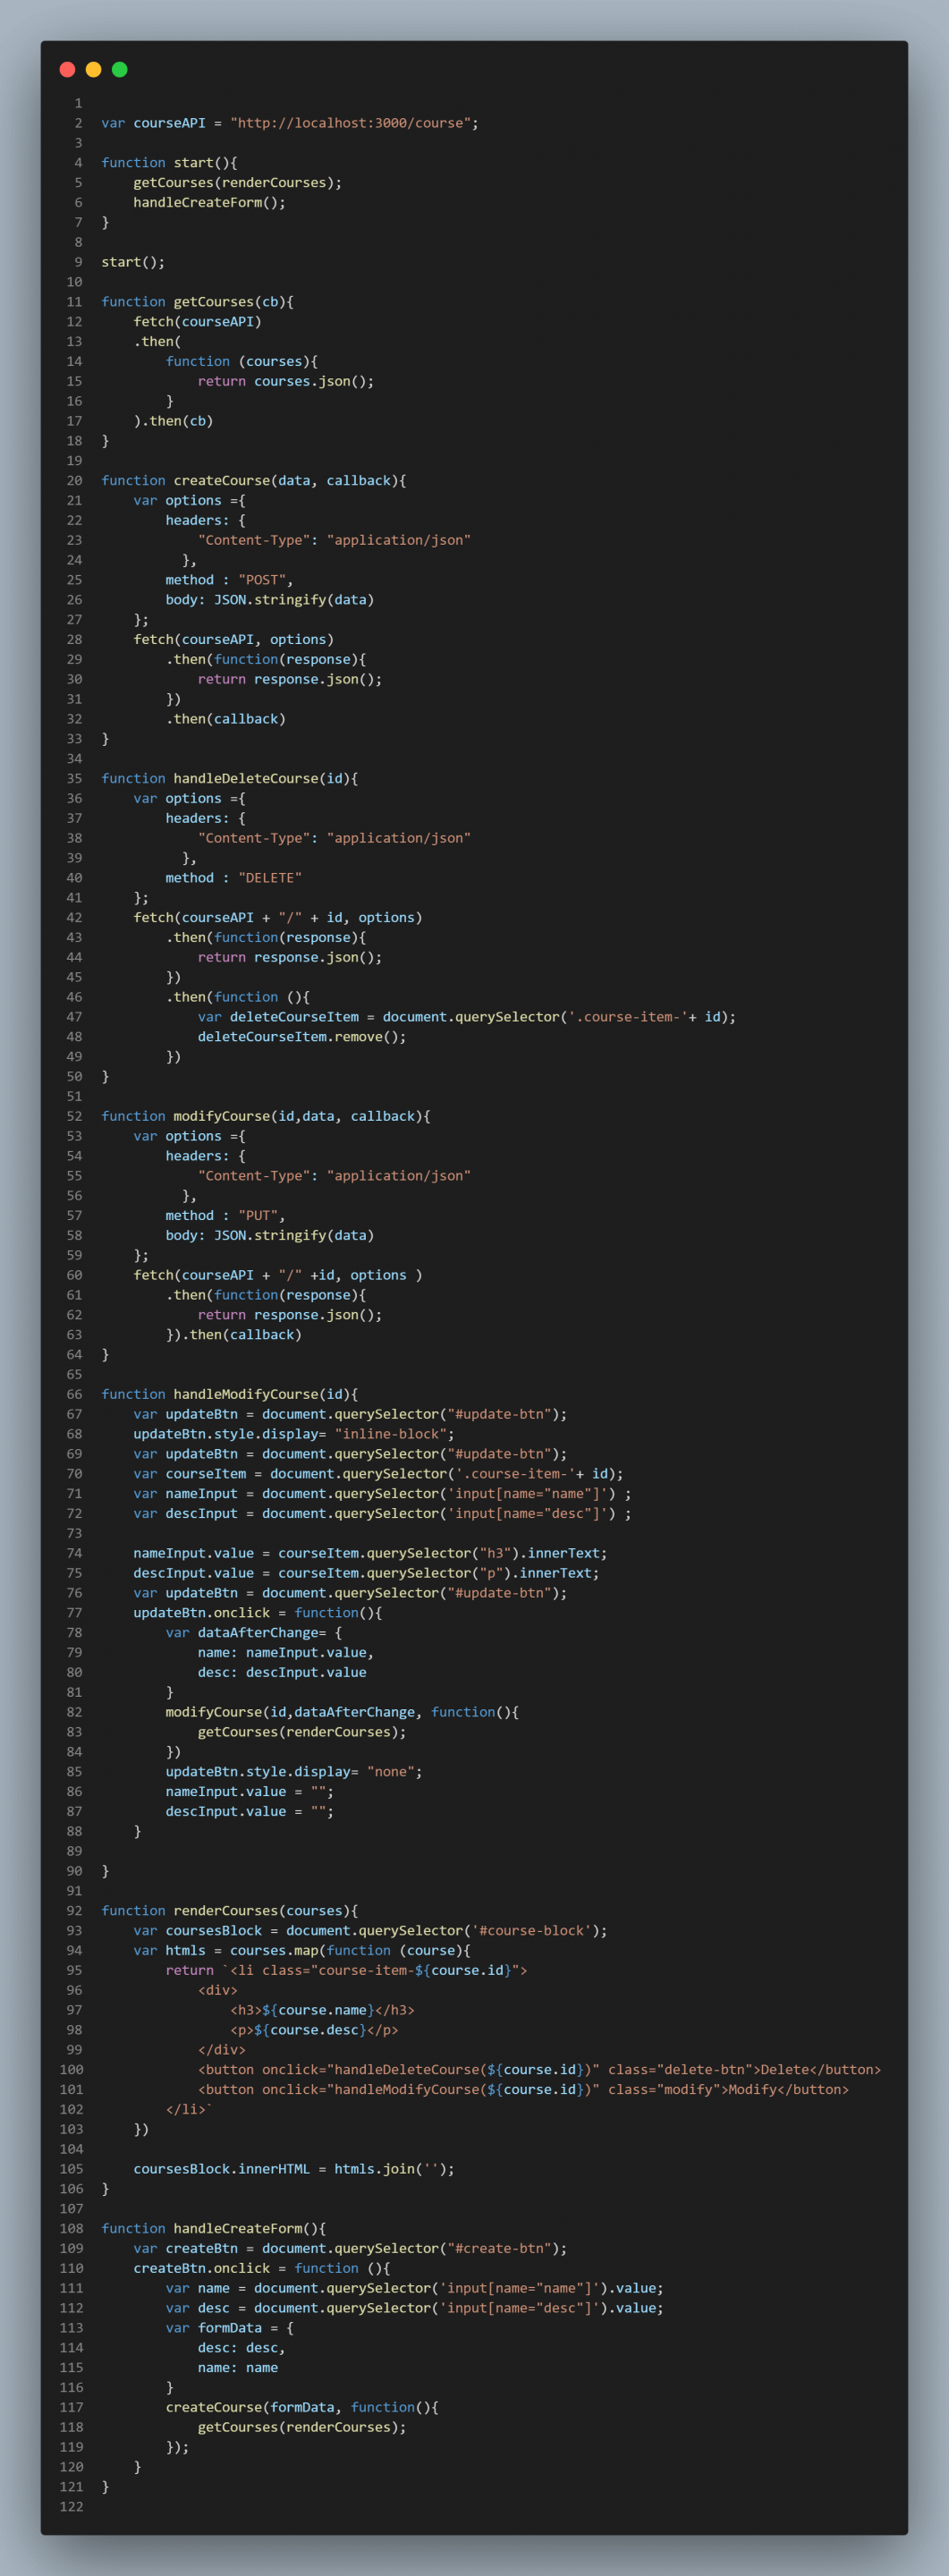 1
2 var courseAPI = "http://localhost:3000/course";
3
4 function start(){
5     getCourses(renderCourses);
6     handleCreateForm();
7 }
8
9 start();
10
11 function getCourses(cb){
12     fetch(courseAPI)
13     .then(
14         function (courses){
15             return courses.json();
16         }
17     ).then(cb)
18 }
19
20 function createCourse(data, callback){
21     var options ={
22         headers: {
23             "Content-Type": "application/json"
24           },
25         method : "POST",
26         body: JSON.stringify(data)
27     };
28     fetch(courseAPI, options)
29         .then(function(response){
30             return response.json();
31         })
32         .then(callback)
33 }
34
35 function handleDeleteCourse(id){
36     var options ={
37         headers: {
38             "Content-Type": "application/json"
39           },
40         method : "DELETE"
41     };
42     fetch(courseAPI + "/" + id, options)
43         .then(function(response){
44             return response.json();
45         })
46         .then(function (){
47             var deleteCourseItem = document.querySelector('.course-item-'+ id);
48             deleteCourseItem.remove();
49         })
50 }
51
52 function modifyCourse(id,data, callback){
53     var options ={
54         headers: {
55             "Content-Type": "application/json"
56           },
57         method : "PUT",
58         body: JSON.stringify(data)
59     };
60     fetch(courseAPI + "/" +id, options )
61         .then(function(response){
62             return response.json();
63         }).then(callback)
64 }
65
66 function handleModifyCourse(id){
67     var updateBtn = document.querySelector("#update-btn");
68     updateBtn.style.display= "inline-block";
69     var updateBtn = document.querySelector("#update-btn");
70     var courseItem = document.querySelector('.course-item-'+ id);
71     var nameInput = document.querySelector('input[name="name"]') ;
72     var descInput = document.querySelector('input[name="desc"]') ;
73
74     nameInput.value = courseItem.querySelector("h3").innerText;
75     descInput.value = courseItem.querySelector("p").innerText;
76     var updateBtn = document.querySelector("#update-btn");
77     updateBtn.onclick = function(){
78         var dataAfterChange= {
79             name: nameInput.value,
80             desc: descInput.value
81         }
82         modifyCourse(id,dataAfterChange, function(){
83             getCourses(renderCourses);
84         })
85         updateBtn.style.display= "none";
86         nameInput.value = "";
87         descInput.value = "";
88     }
89
90 }
91
92 function renderCourses(courses){
93     var coursesBlock = document.querySelector('#course-block');
94     var htmls = courses.map(function (course){
95         return `<li class="course-item-${course.id}">
96             <div>
97                 <h3>${course.name}</h3>
98                 <p>${course.desc}</p>
99             </div>
100             <button onclick="handleDeleteCourse(${course.id})" class="delete-btn">Delete</button>
101             <button onclick="handleModifyCourse(${course.id})" class="modify">Modify</button>
102         </li>`
103     })
104
105     coursesBlock.innerHTML = htmls.join('');
106 }
107
108 function handleCreateForm(){
109     var createBtn = document.querySelector("#create-btn");
110     createBtn.onclick = function (){
111         var name = document.querySelector('input[name="name"]').value;
112         var desc = document.querySelector('input[name="desc"]').value;
113         var formData = {
114             desc: desc,
115             name: name
116         }
117         createCourse(formData, function(){
118             getCourses(renderCourses);
119         });
120     }
121 }
122